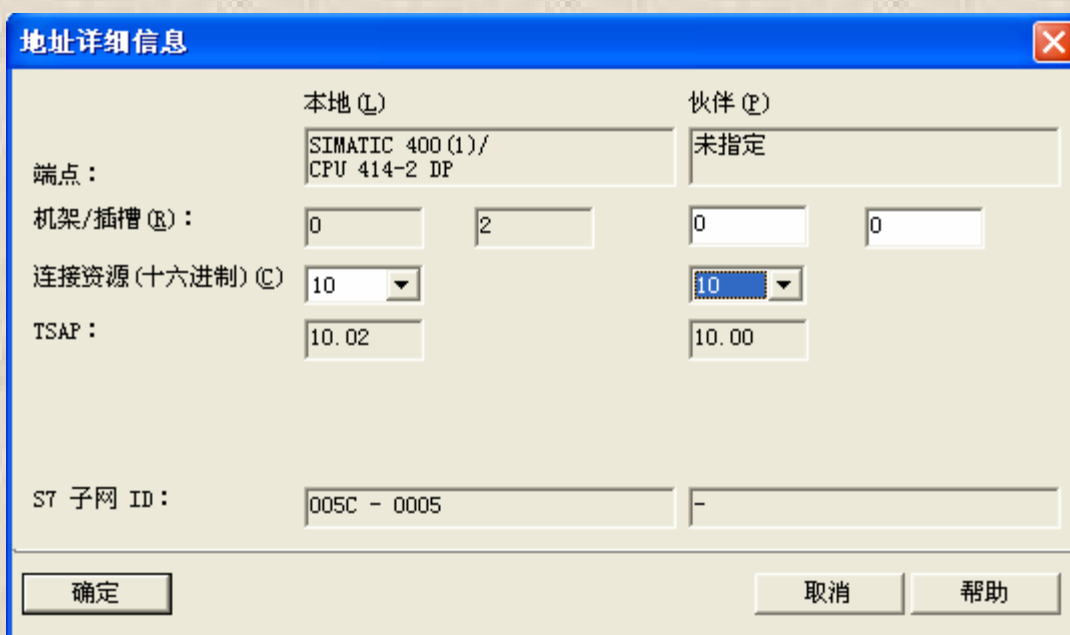 地址详细信息
本地(L) 伙伴(P)
端点： SIMATIC 400(1)/ 未指定
CPU 414-2 DP
机架/插槽(R)： 0 2 0 0
连接资源(十六进制)(C) 10 10
TSAP： 10.02 10.00
S7 子网 ID： 005C - 0005 -
确定 取消 帮助